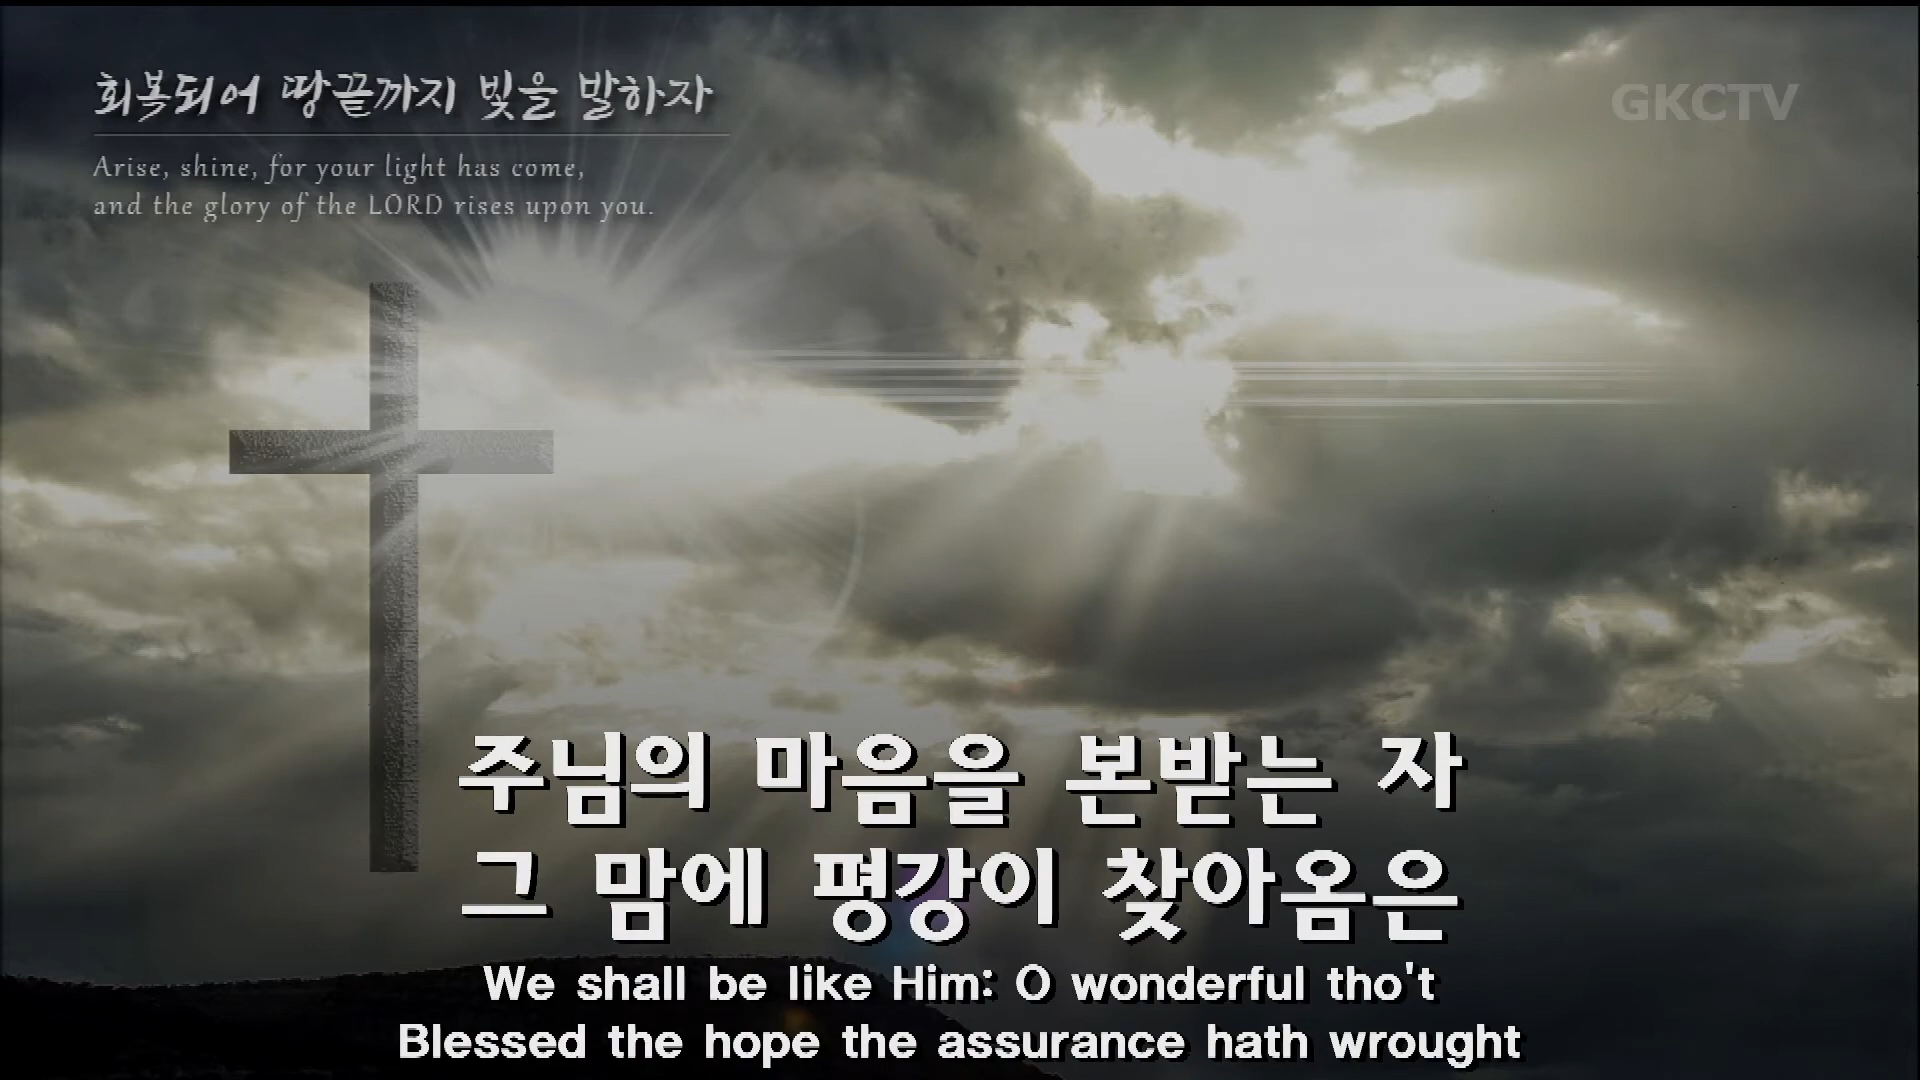 회복되어 땅끝까지 빛을 발하자
GKCTV
Arise, shine, for your light has come,
and the glory of the LORD rises upon you.
주님의 마음을 본받는 자
그 맘에 평강이 찾아옴은
We shall be like Him: O wonderful tho't
Blessed the hope the assurance hath wrought